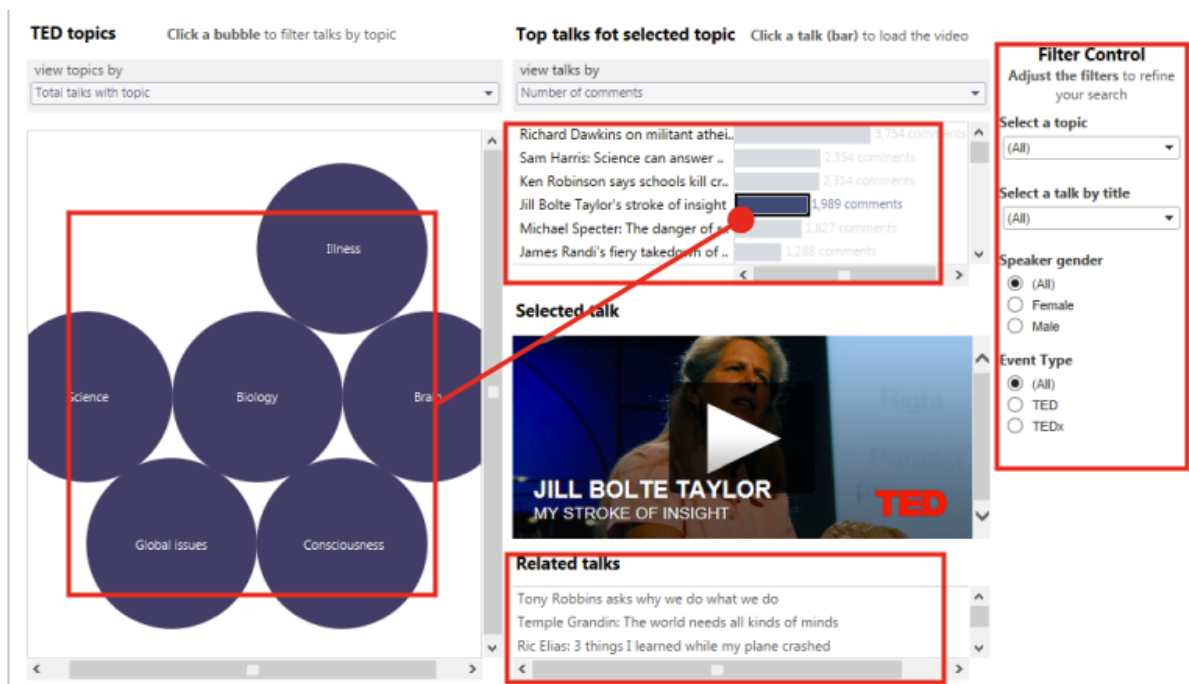 TED topics Click a bubble to filter talks by topic
view topics by
Total talks with topic
Illness
Science
Biology
Brain
Global issues
Consciousness
Top talks fot selected topic Click a talk (bar) to load the video
view talks by
Number of comments
Richard Dawkins on militant athei.. 3,754 comments
Sam Harris: Science can answer .. 2,354 comments
Ken Robinson says schools kill cr.. 2,314 comments
Jill Bolte Taylor's stroke of insight 1,989 comments
Michael Specter: The danger of s.. 1,827 comments
James Randi's fiery takedown of .. 1,288 comments
Selected talk
Right
Parallel
JILL BOLTE TAYLOR
MY STROKE OF INSIGHT
TED
Related talks
Tony Robbins asks why we do what we do
Temple Grandin: The world needs all kinds of minds
Ric Elias: 3 things I learned while my plane crashed
Filter Control
Adjust the filters to refine
your search
Select a topic
(All)
Select a talk by title
(All)
Speaker gender
(All)
Female
Male
Event Type
(All)
TED
TEDx